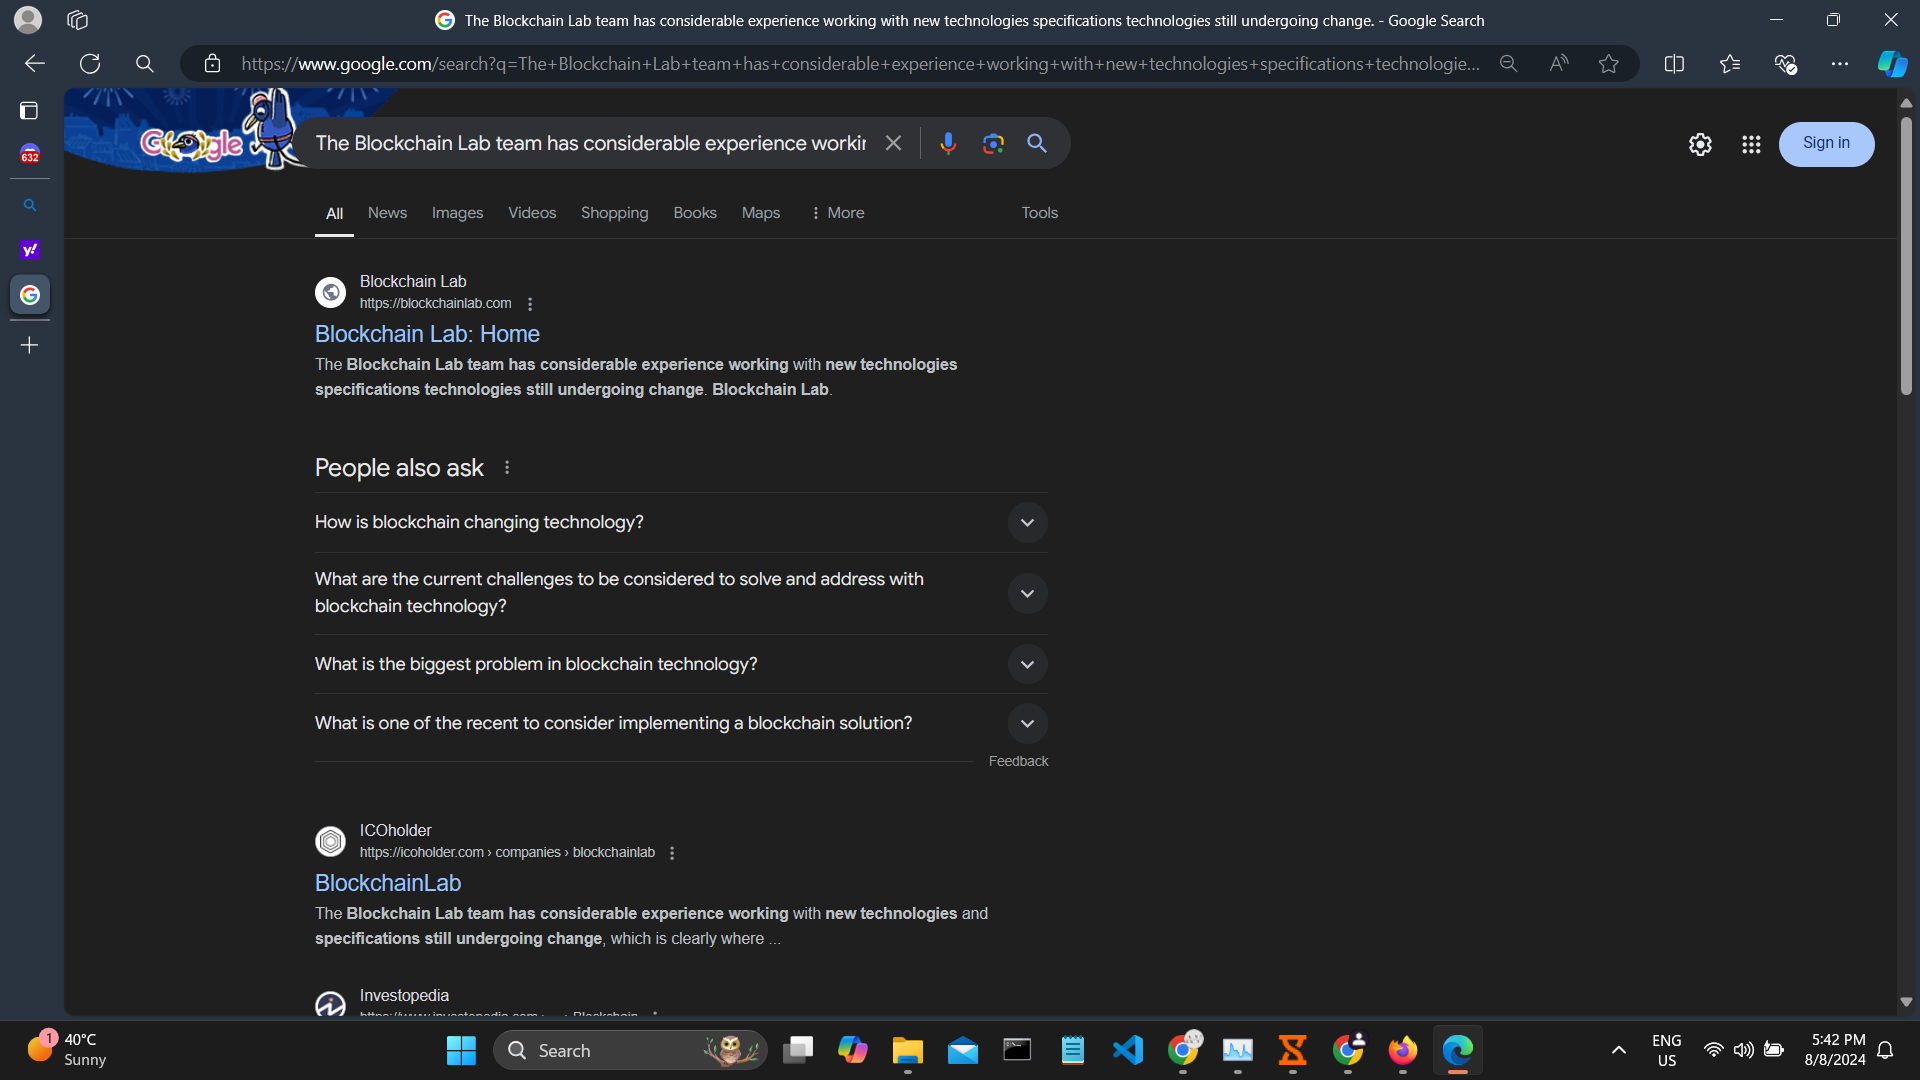 The Blockchain Lab team has considerable experience working with new technologies specifications technologies still undergoing change. - Google Search
https://www.google.com/search?q=The+Blockchain+Lab+team+has+considerable+experience+working+with+new+technologies+specifications+technologie...
632
y!
Google
The Blockchain Lab team has considerable experience workin
Sign in
All News Images Videos Shopping Books Maps More Tools
Blockchain Lab
https://blockchainlab.com
Blockchain Lab: Home
The Blockchain Lab team has considerable experience working with new technologies
specifications technologies still undergoing change. Blockchain Lab.
People also ask
How is blockchain changing technology?
What are the current challenges to be considered to solve and address with
blockchain technology?
What is the biggest problem in blockchain technology?
What is one of the recent to consider implementing a blockchain solution?
Feedback
ICOholder
https://icoholder.com › companies › blockchainlab
BlockchainLab
The Blockchain Lab team has considerable experience working with new technologies and
specifications still undergoing change, which is clearly where ...
Investopedia
https://www.investopedia.com › ... › Blockchain
1
40°C
Sunny
Search
ENG
US
5:42 PM
8/8/2024